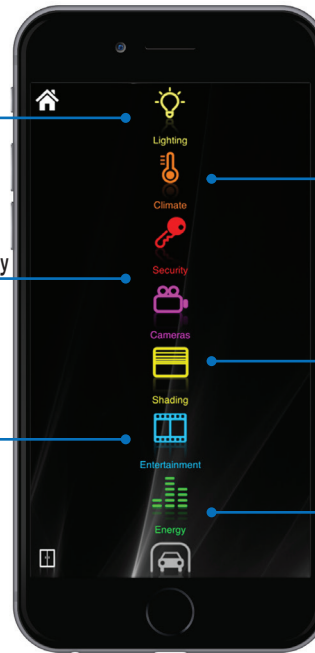 Lighting
Climate
Security
y
Cameras
Shading
Entertainment
Energy